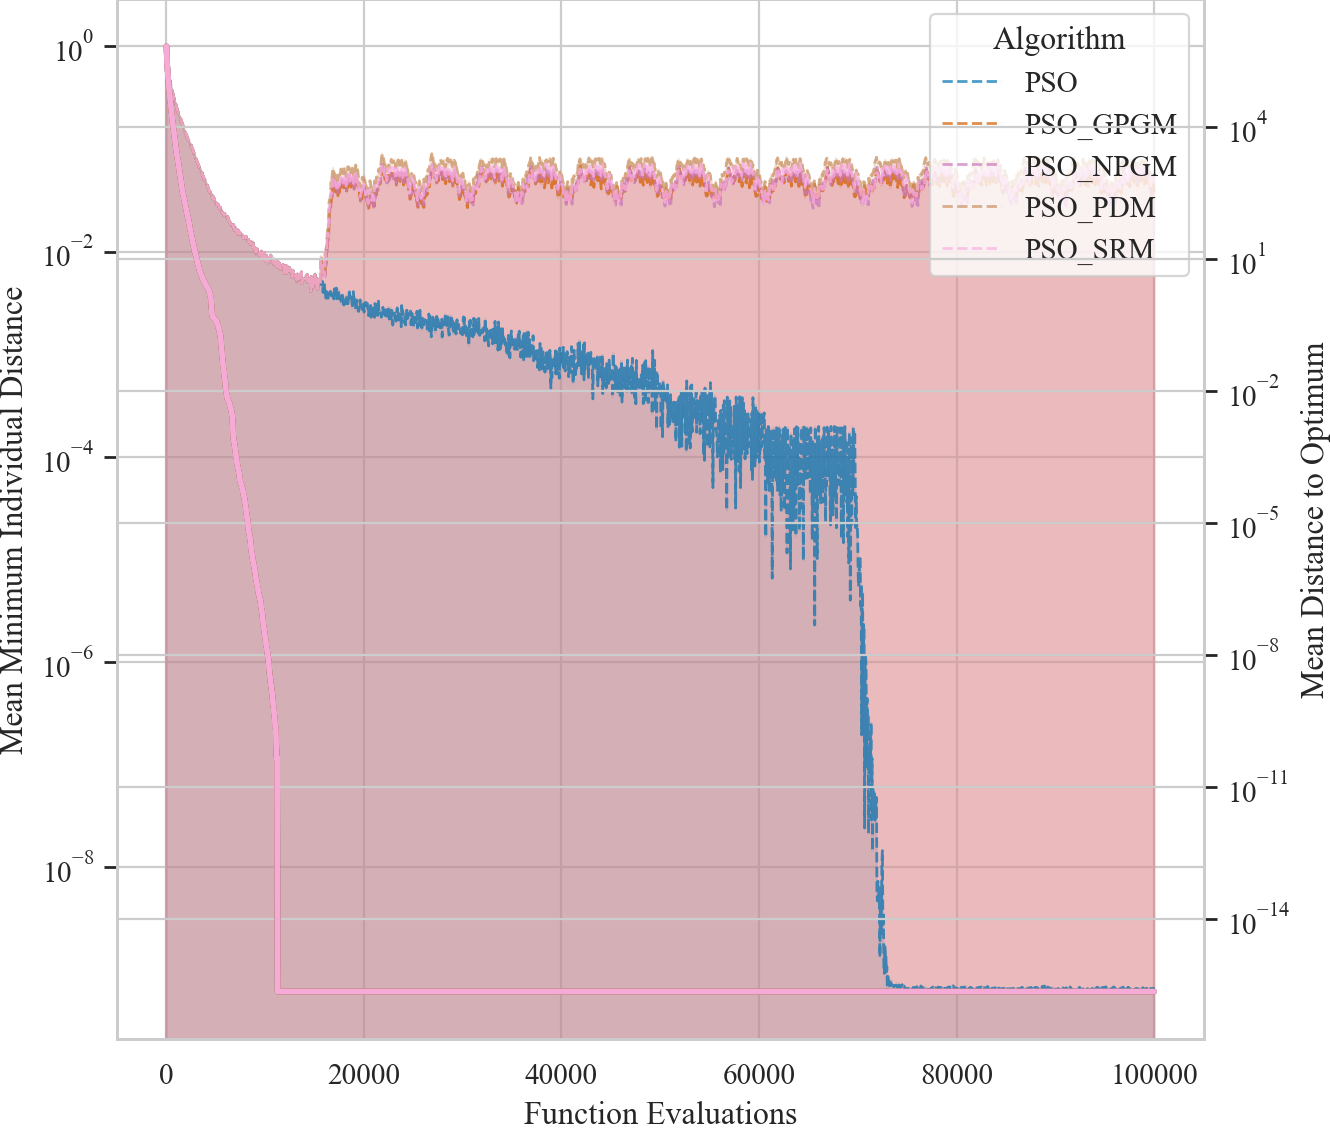 Algorithm
PSO
PSO_GPGM
PSO_NPGM
PSO_PDM
PSO_SRM
10^0
10^−2
10^−4
10^−6
10^−8
Mean Minimum Individual Distance
10^4
10^1
10^−2
10^−5
10^−8
10^−11
10^−14
Mean Distance to Optimum
0 20000 40000 60000 80000 100000
Function Evaluations